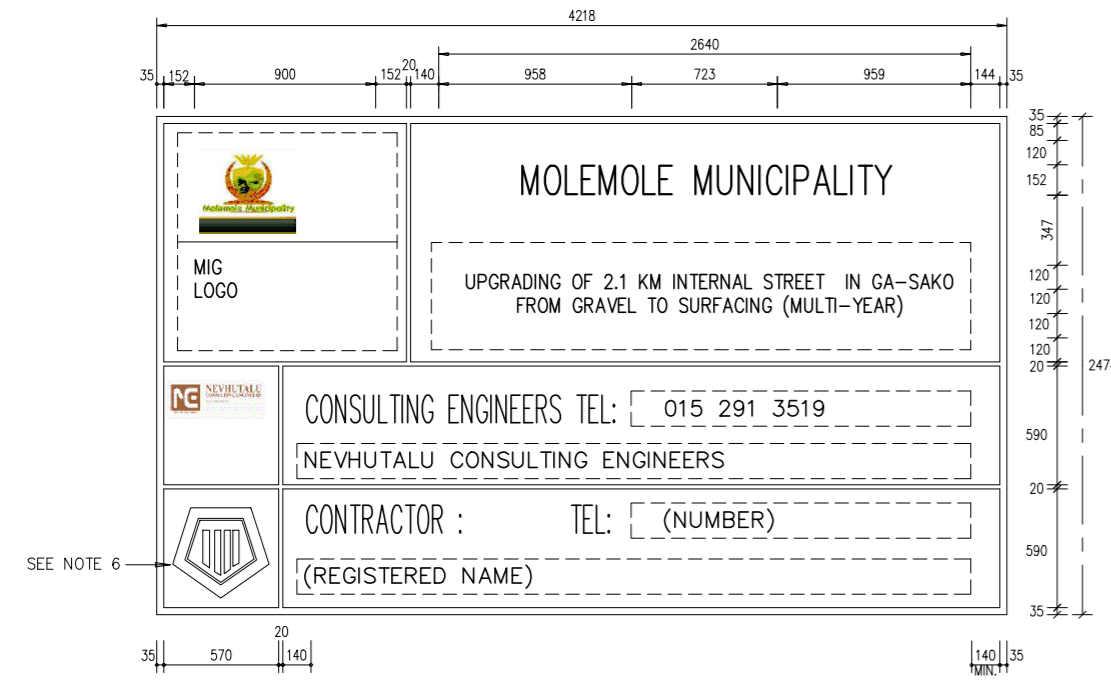 4218
2640
35 152 900 152 20 140 958 723 959 144 35
Molemole Municipality
MIG
LOGO
MOLEMOLE MUNICIPALITY
UPGRADING OF 2.1 KM INTERNAL STREET IN GA-SAKO
FROM GRAVEL TO SURFACING (MULTI-YEAR)
NEVHUTALU
CONSULTING ENGINEERS
CONSULTING ENGINEERS TEL: 015 291 3519
NEVHUTALU CONSULTING ENGINEERS
CONTRACTOR : TEL: (NUMBER)
(REGISTERED NAME)
SEE NOTE 6
35
85
120
152
347
120
120
120
120
20
590
20
590
35
35 570 20 140 140 35
MIN.